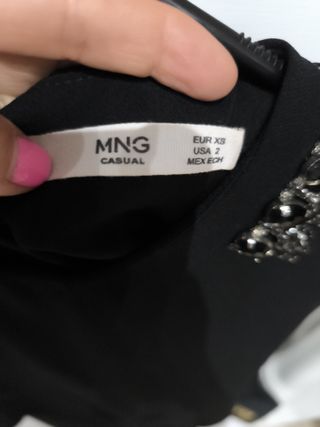 MNG
CASUAL
EUR XS
USA 2
MEX ECH